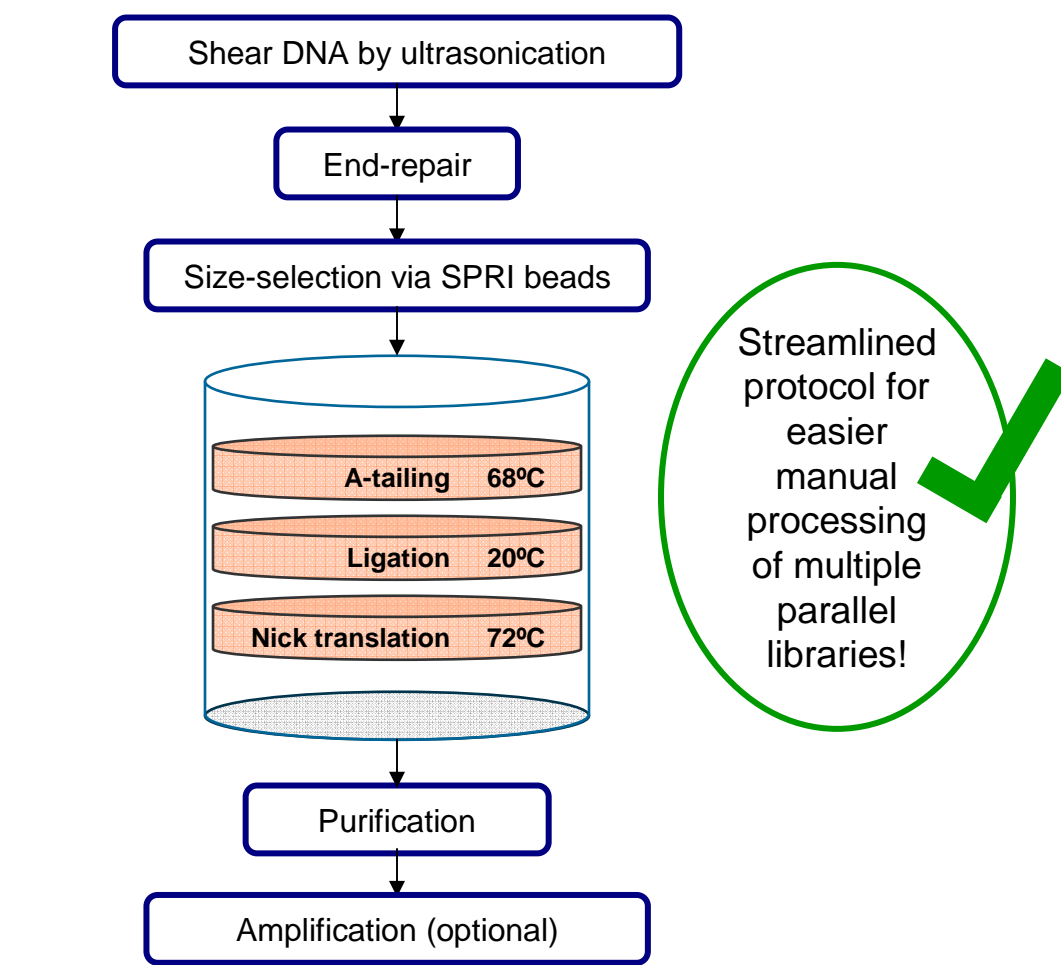 Shear DNA by ultrasonication
End-repair
Size-selection via SPRI beads
A-tailing 68ºC
Ligation 20ºC
Nick translation 72ºC
Purification
Amplification (optional)
Streamlined
protocol for
easier
manual
processing
of multiple
parallel
libraries!